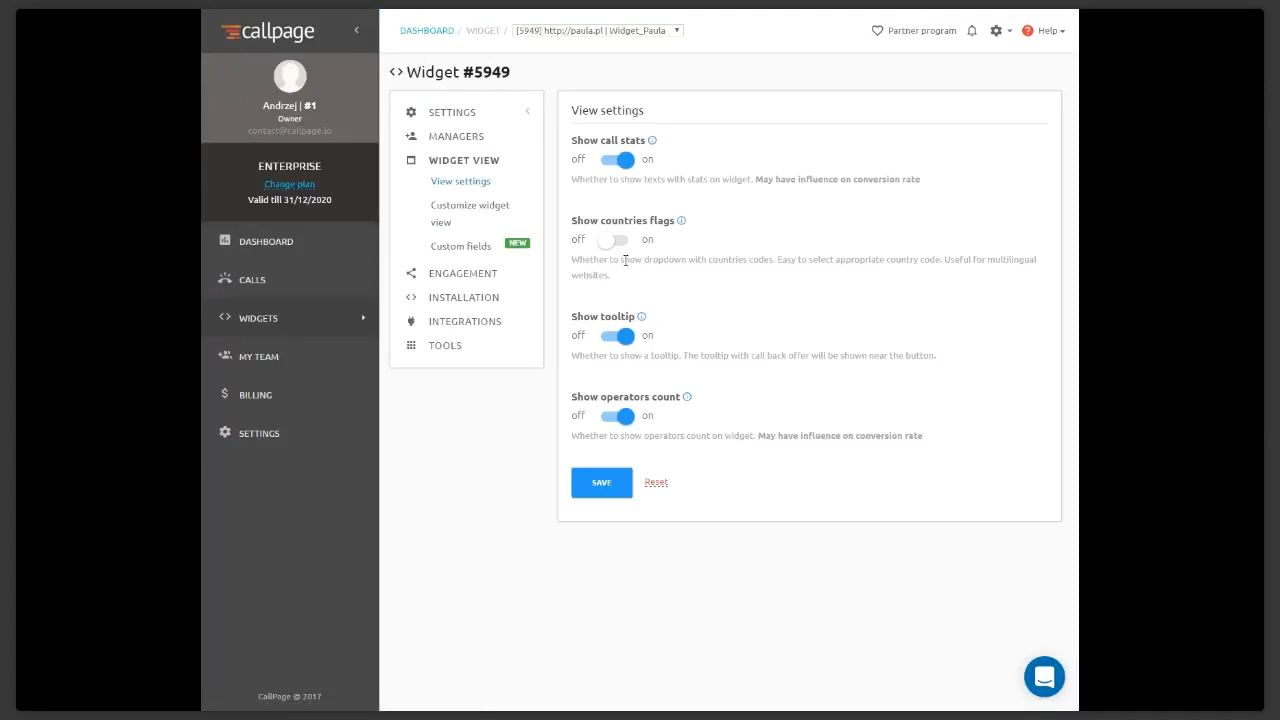 callpage
DASHBOARD / WIDGET / [5949] http://paula.pl | Widget_Paula
Partner program
Help
Andrzej | #1
Owner
contact@callpage.io
ENTERPRISE
Change plan
Valid till 31/12/2020
DASHBOARD
CALLS
WIDGETS
MY TEAM
BILLING
SETTINGS
CallPage @ 2017
<> Widget #5949
SETTINGS
MANAGERS
WIDGET VIEW
View settings
Customize widget
view
Custom fields NEW
ENGAGEMENT
INSTALLATION
INTEGRATIONS
TOOLS
View settings
Show call stats
off on
Whether to show texts with stats on widget. May have influence on conversion rate
Show countries flags
off on
Whether to show dropdown with countries codes. Easy to select appropriate country code. Useful for multilingual
websites.
Show tooltip
off on
Whether to show a tooltip. The tooltip with call back offer will be shown near the button.
Show operators count
off on
Whether to show operators count on widget. May have influence on conversion rate
SAVE Reset